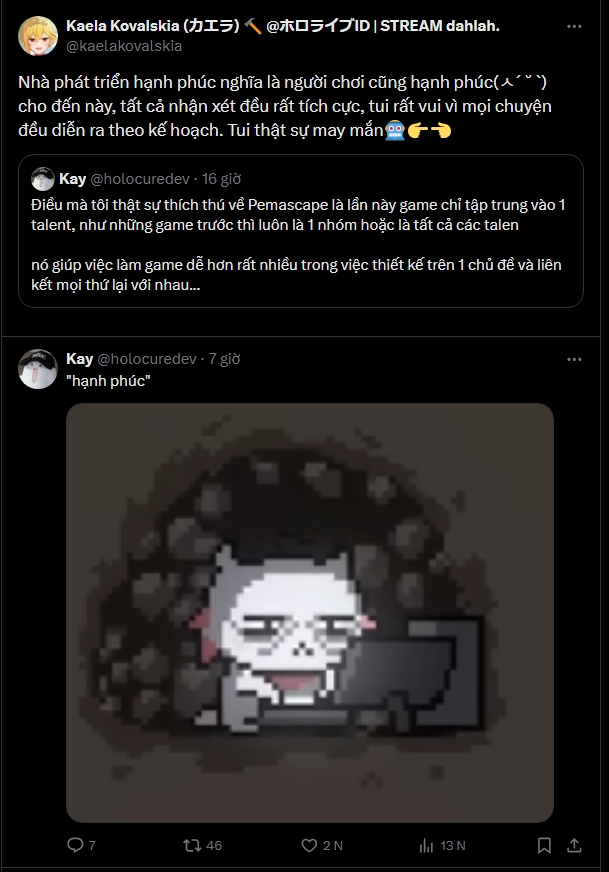 Kaela Kovalskia (カエラ) 🔨 @ホロライブID | STREAM dahlah.
@kaelakovalskia
Nhà phát triển hạnh phúc nghĩa là người chơi cũng hạnh phúc(ㅅ´ ˘ `)
cho đến này, tất cả nhận xét đều rất tích cực, tui rất vui vì mọi chuyện
đều diễn ra theo kế hoạch. Tui thật sự may mắn🤖👉👈
Kay @holocuredev · 16 giờ
Điều mà tôi thật sự thích thú về Pemascape là lần này game chỉ tập trung vào 1
talent, như những game trước thì luôn là 1 nhóm hoặc là tất cả các talen
nó giúp việc làm game dễ hơn rất nhiều trong việc thiết kế trên 1 chủ đề và liên
kết mọi thứ lại với nhau...
Kay @holocuredev · 7 giờ
"hạnh phúc"
7 46 2 N 13 N